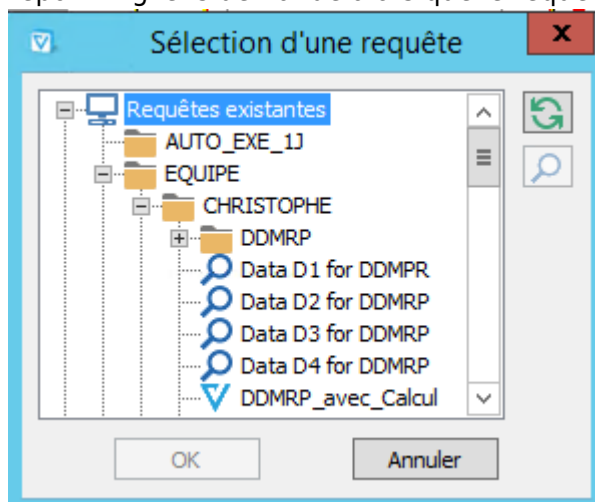 Sélection d'une requête
x
Requêtes existantes
AUTO_EXE_1J
EQUIPE
CHRISTOPHE
DDMRP
Data D1 for DDMPR
Data D2 for DDMRP
Data D3 for DDMRP
Data D4 for DDMRP
DDMRP_avec_Calcul
OK
Annuler